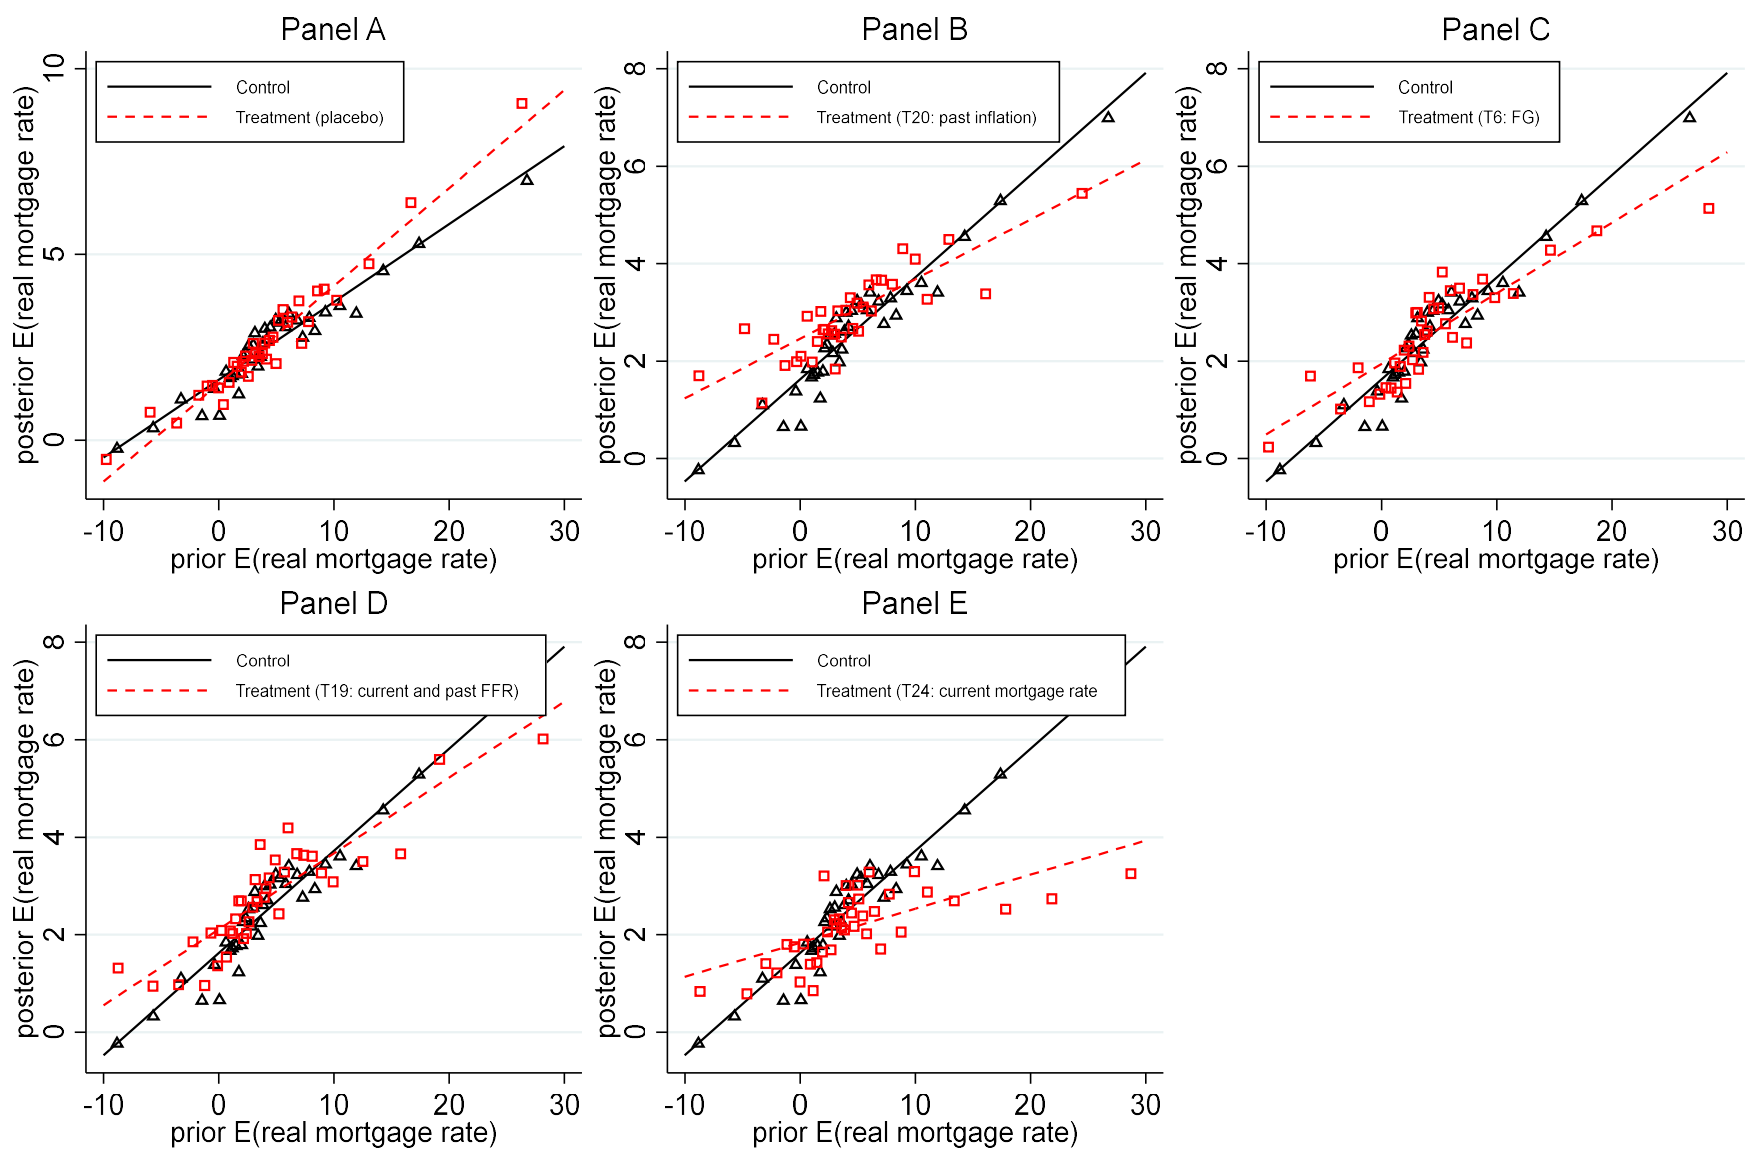 Panel A
10
5
0
posterior E(real mortgage rate)
Control
Treatment (placebo)
-10 0 10 20 30
prior E(real mortgage rate)
Panel B
8
6
4
2
0
posterior E(real mortgage rate)
Control
Treatment (T20: past inflation)
-10 0 10 20 30
prior E(real mortgage rate)
Panel C
8
6
4
2
0
posterior E(real mortgage rate)
Control
Treatment (T6: FG)
-10 0 10 20 30
prior E(real mortgage rate)
Panel D
8
6
4
2
0
posterior E(real mortgage rate)
Control
Treatment (T19: current and past FFR)
-10 0 10 20 30
prior E(real mortgage rate)
Panel E
8
6
4
2
0
posterior E(real mortgage rate)
Control
Treatment (T24: current mortgage rate
-10 0 10 20 30
prior E(real mortgage rate)